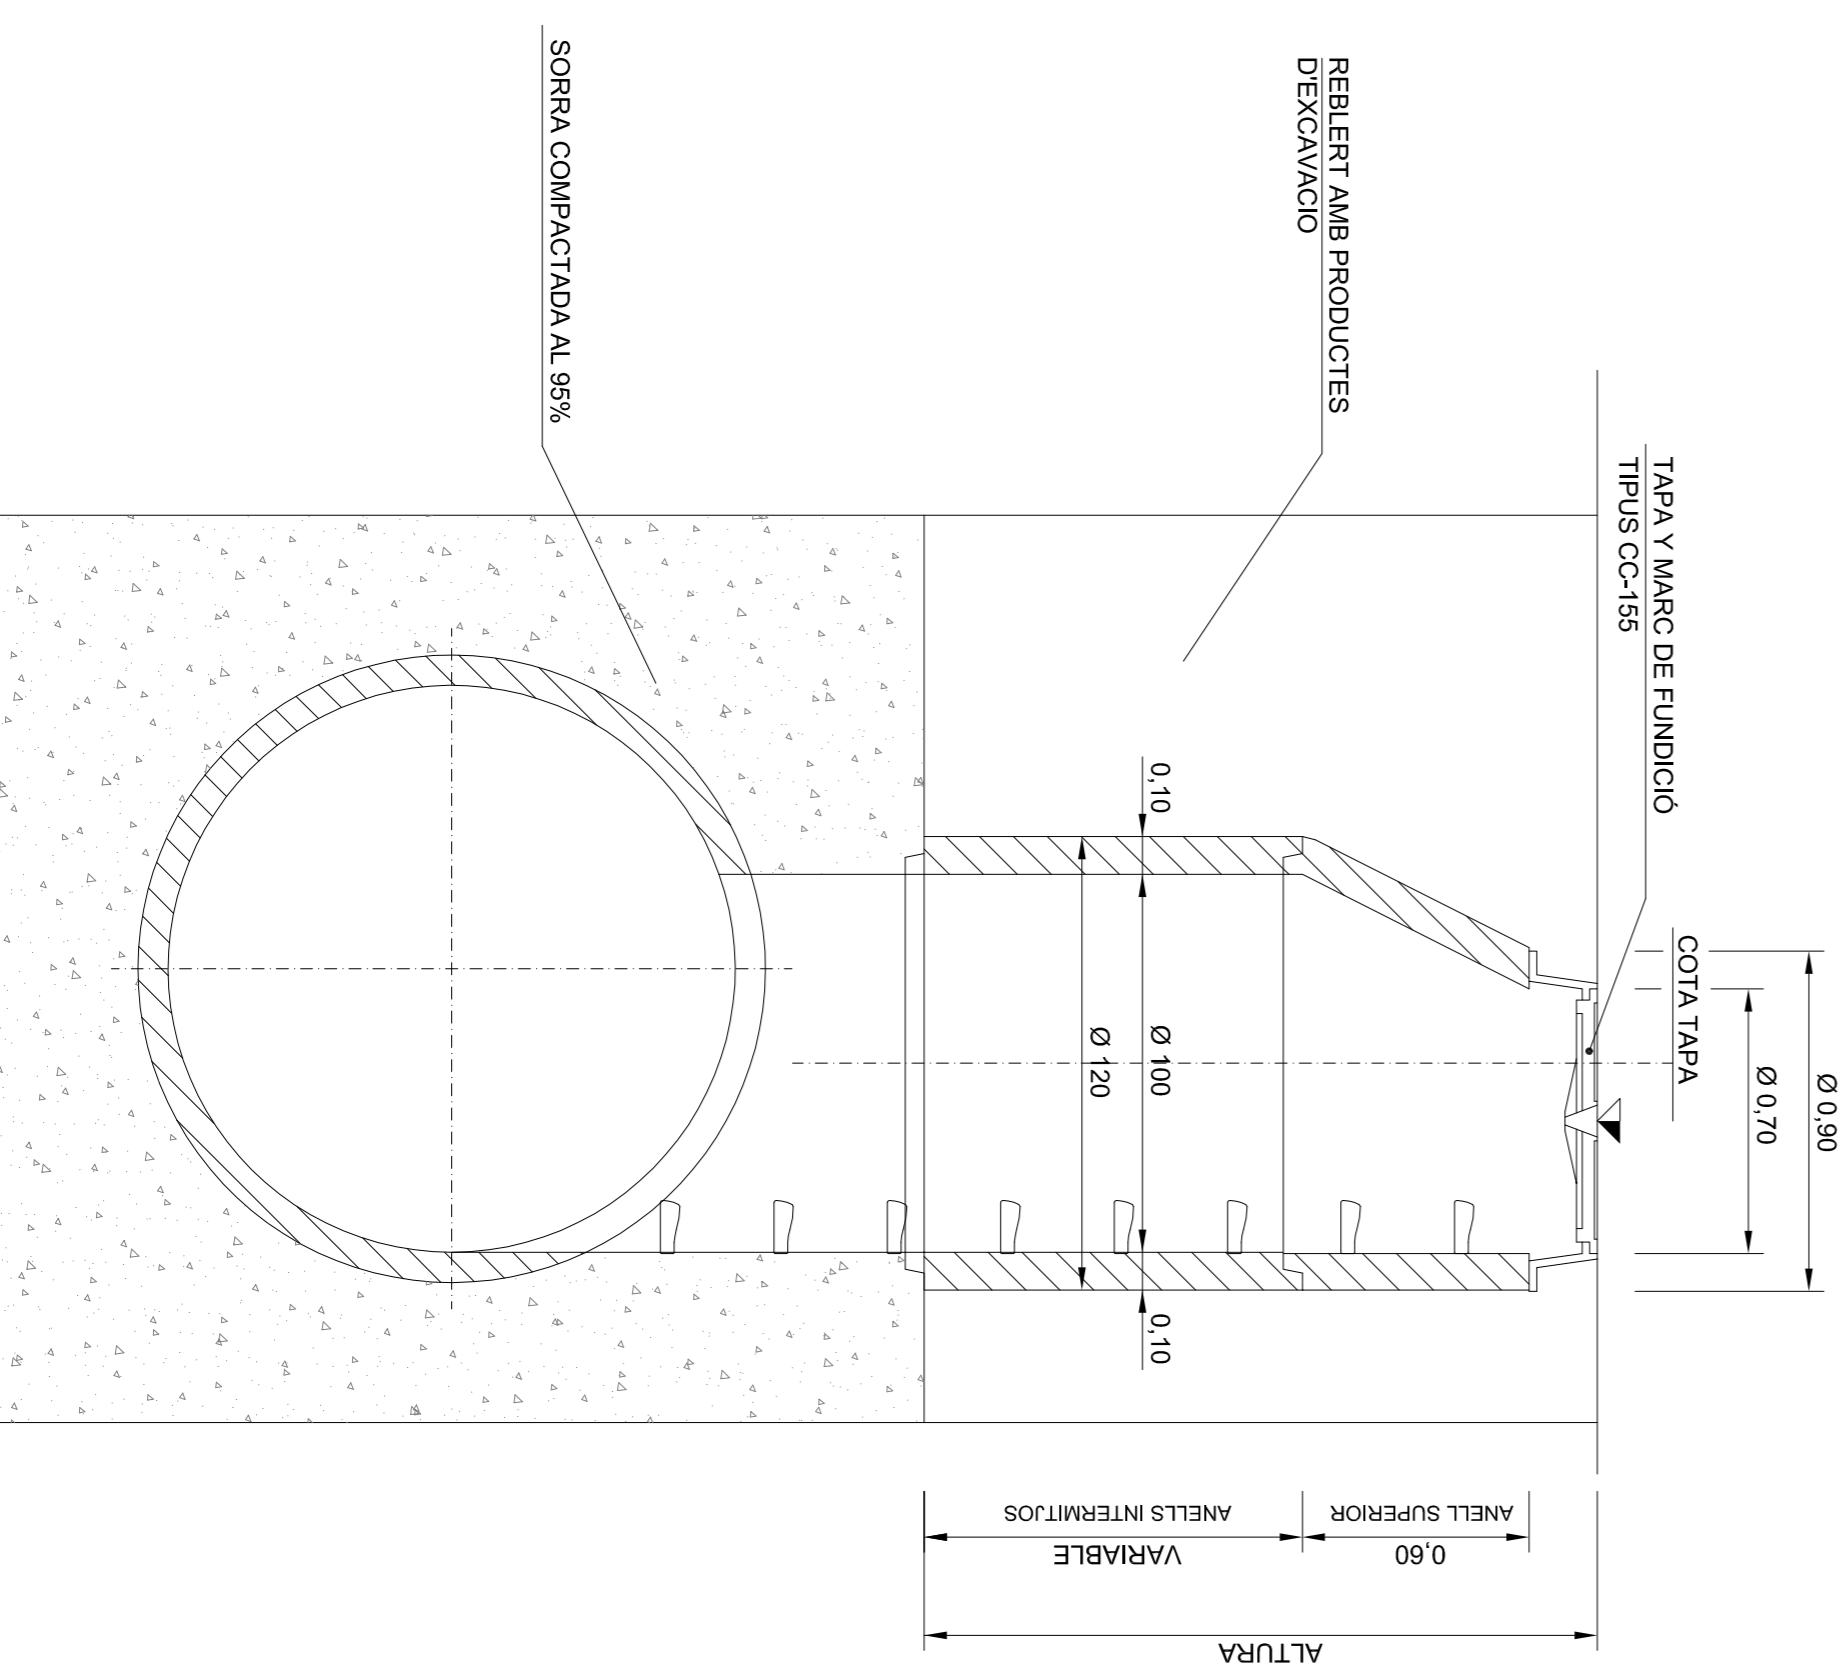 Ø 0,90
Ø 0,70
COTA TAPA
TAPA Y MARC DE FUNDICIÓ
TIPUS CC-155
REBLERT AMB PRODUCTES
D'EXCAVACIO
0,10
Ø 100
0,10
Ø 120
SORRA COMPACTADA AL 95%
ANELL SUPERIOR
0,60
ANELLS INTERMITJOS
VARIABLE
ALTURA